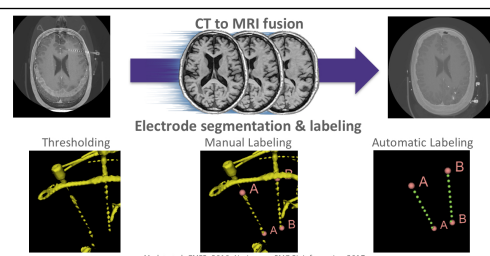 CT to MRI fusion
Electrode segmentation & labeling
Thresholding
Manual Labeling
Automatic Labeling
A
B
A
B
A
B
A
B